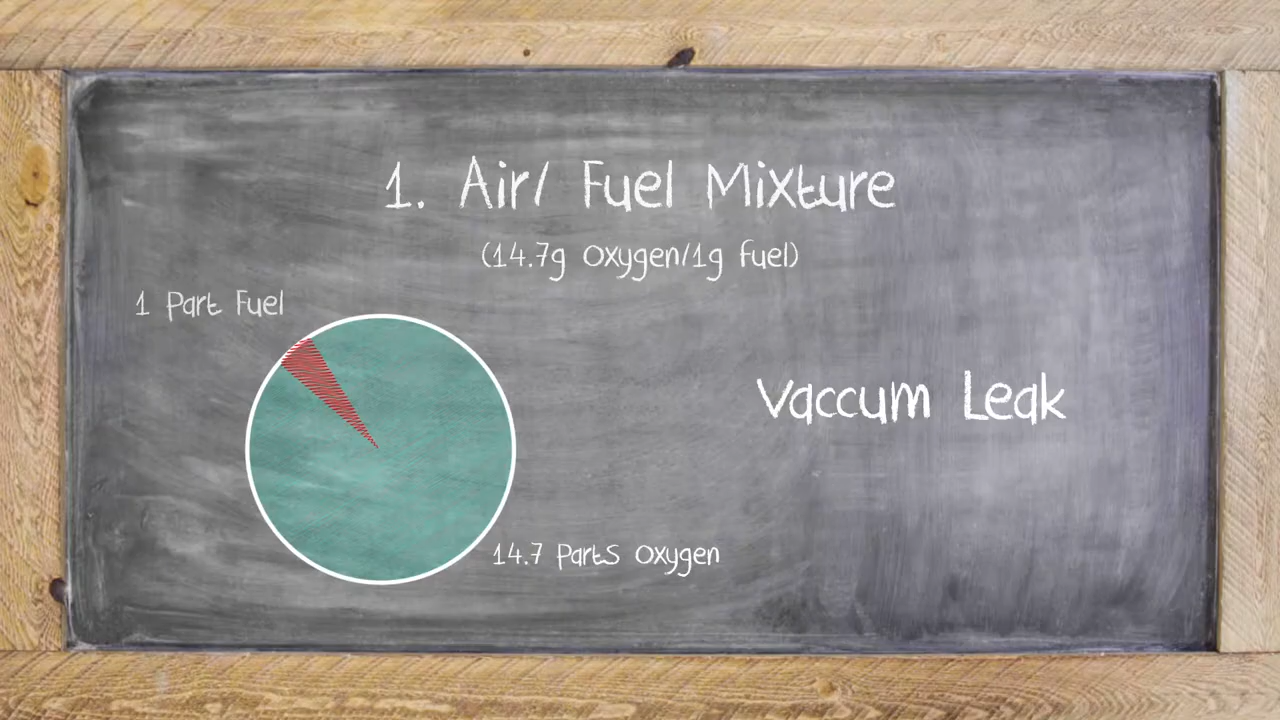 1. Air/ Fuel Mixture
(14.7g Oxygen/1g fuel)
1 Part Fuel
Vaccum Leak
14.7 Parts Oxygen